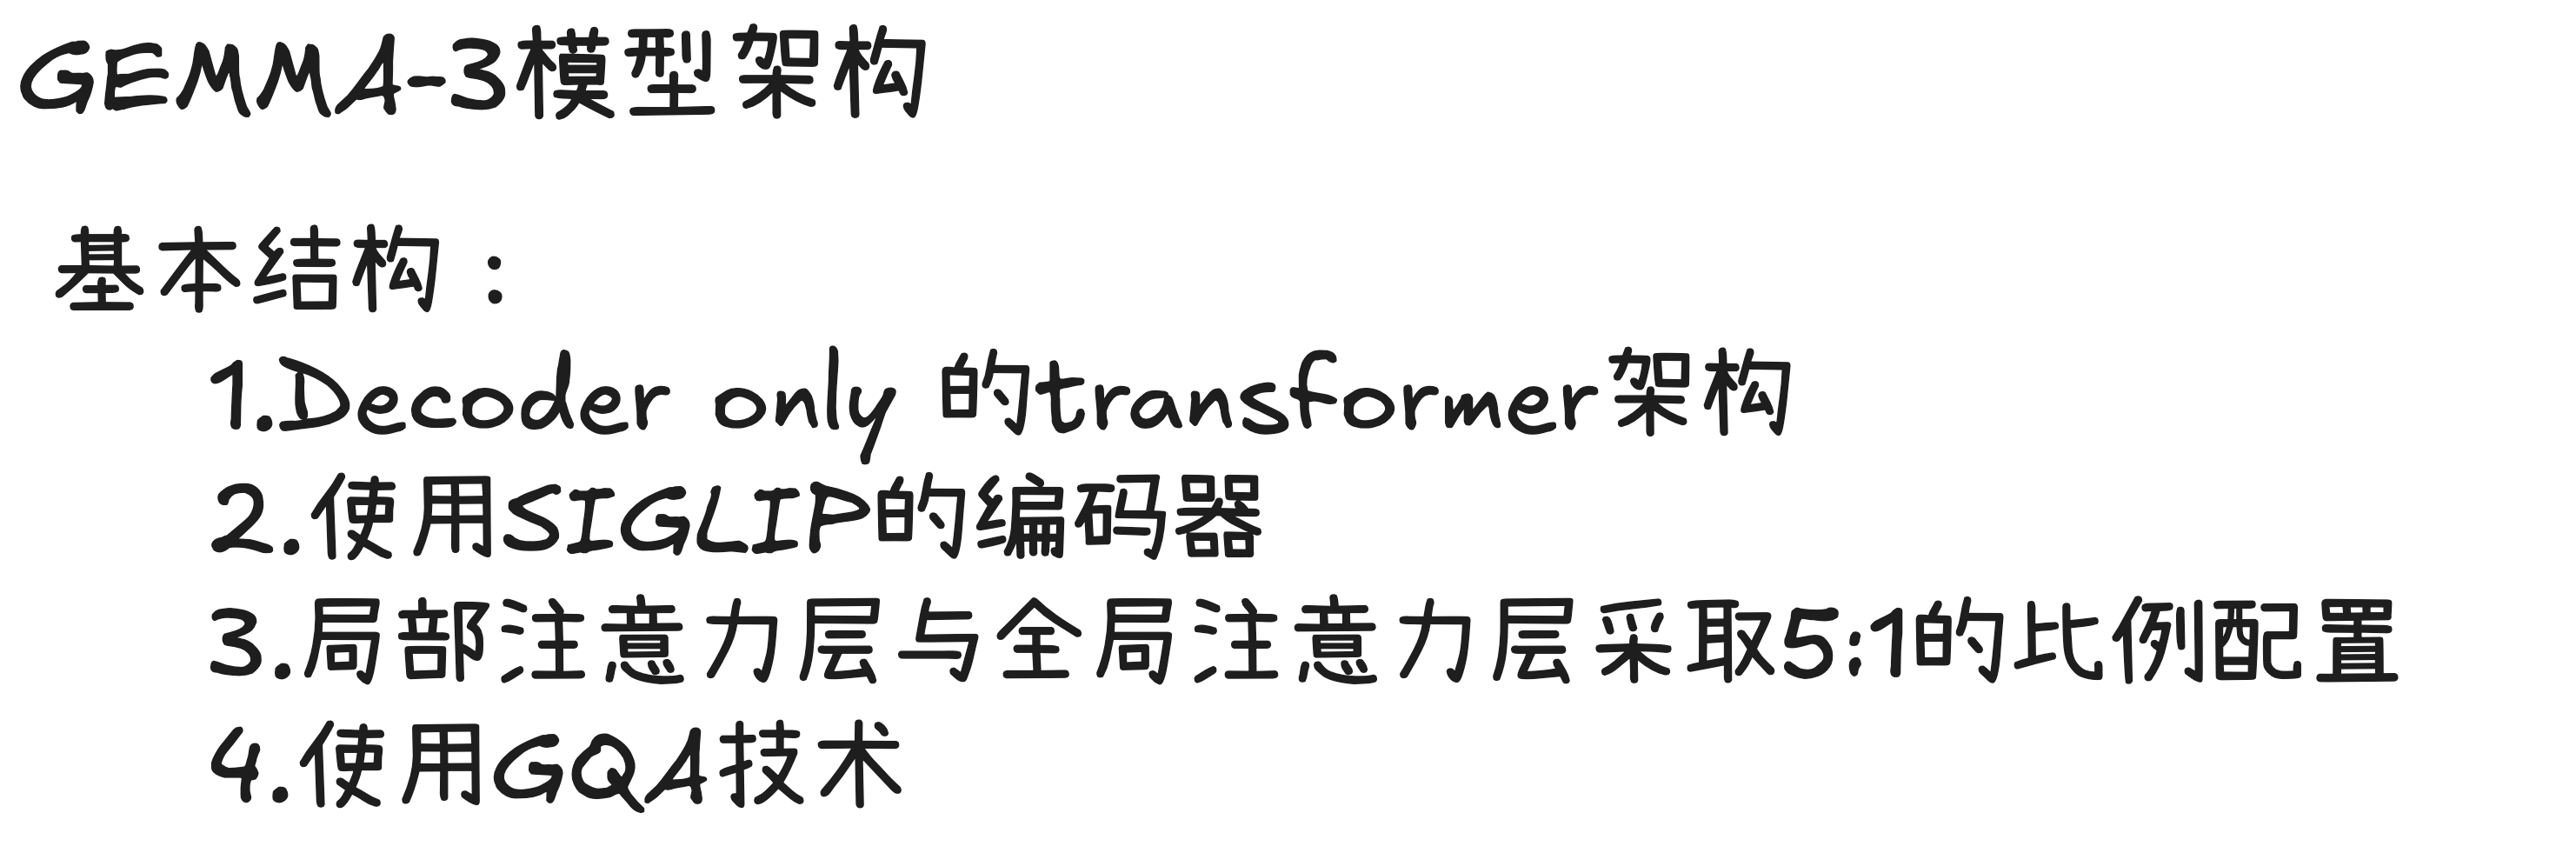 GEMMA-3模型架构
基本结构：
1.Decoder only 的transformer架构
2.使用SIGLIP的编码器
3.局部注意力层与全局注意力层采取5:1的比例配置
4.使用GQA技术